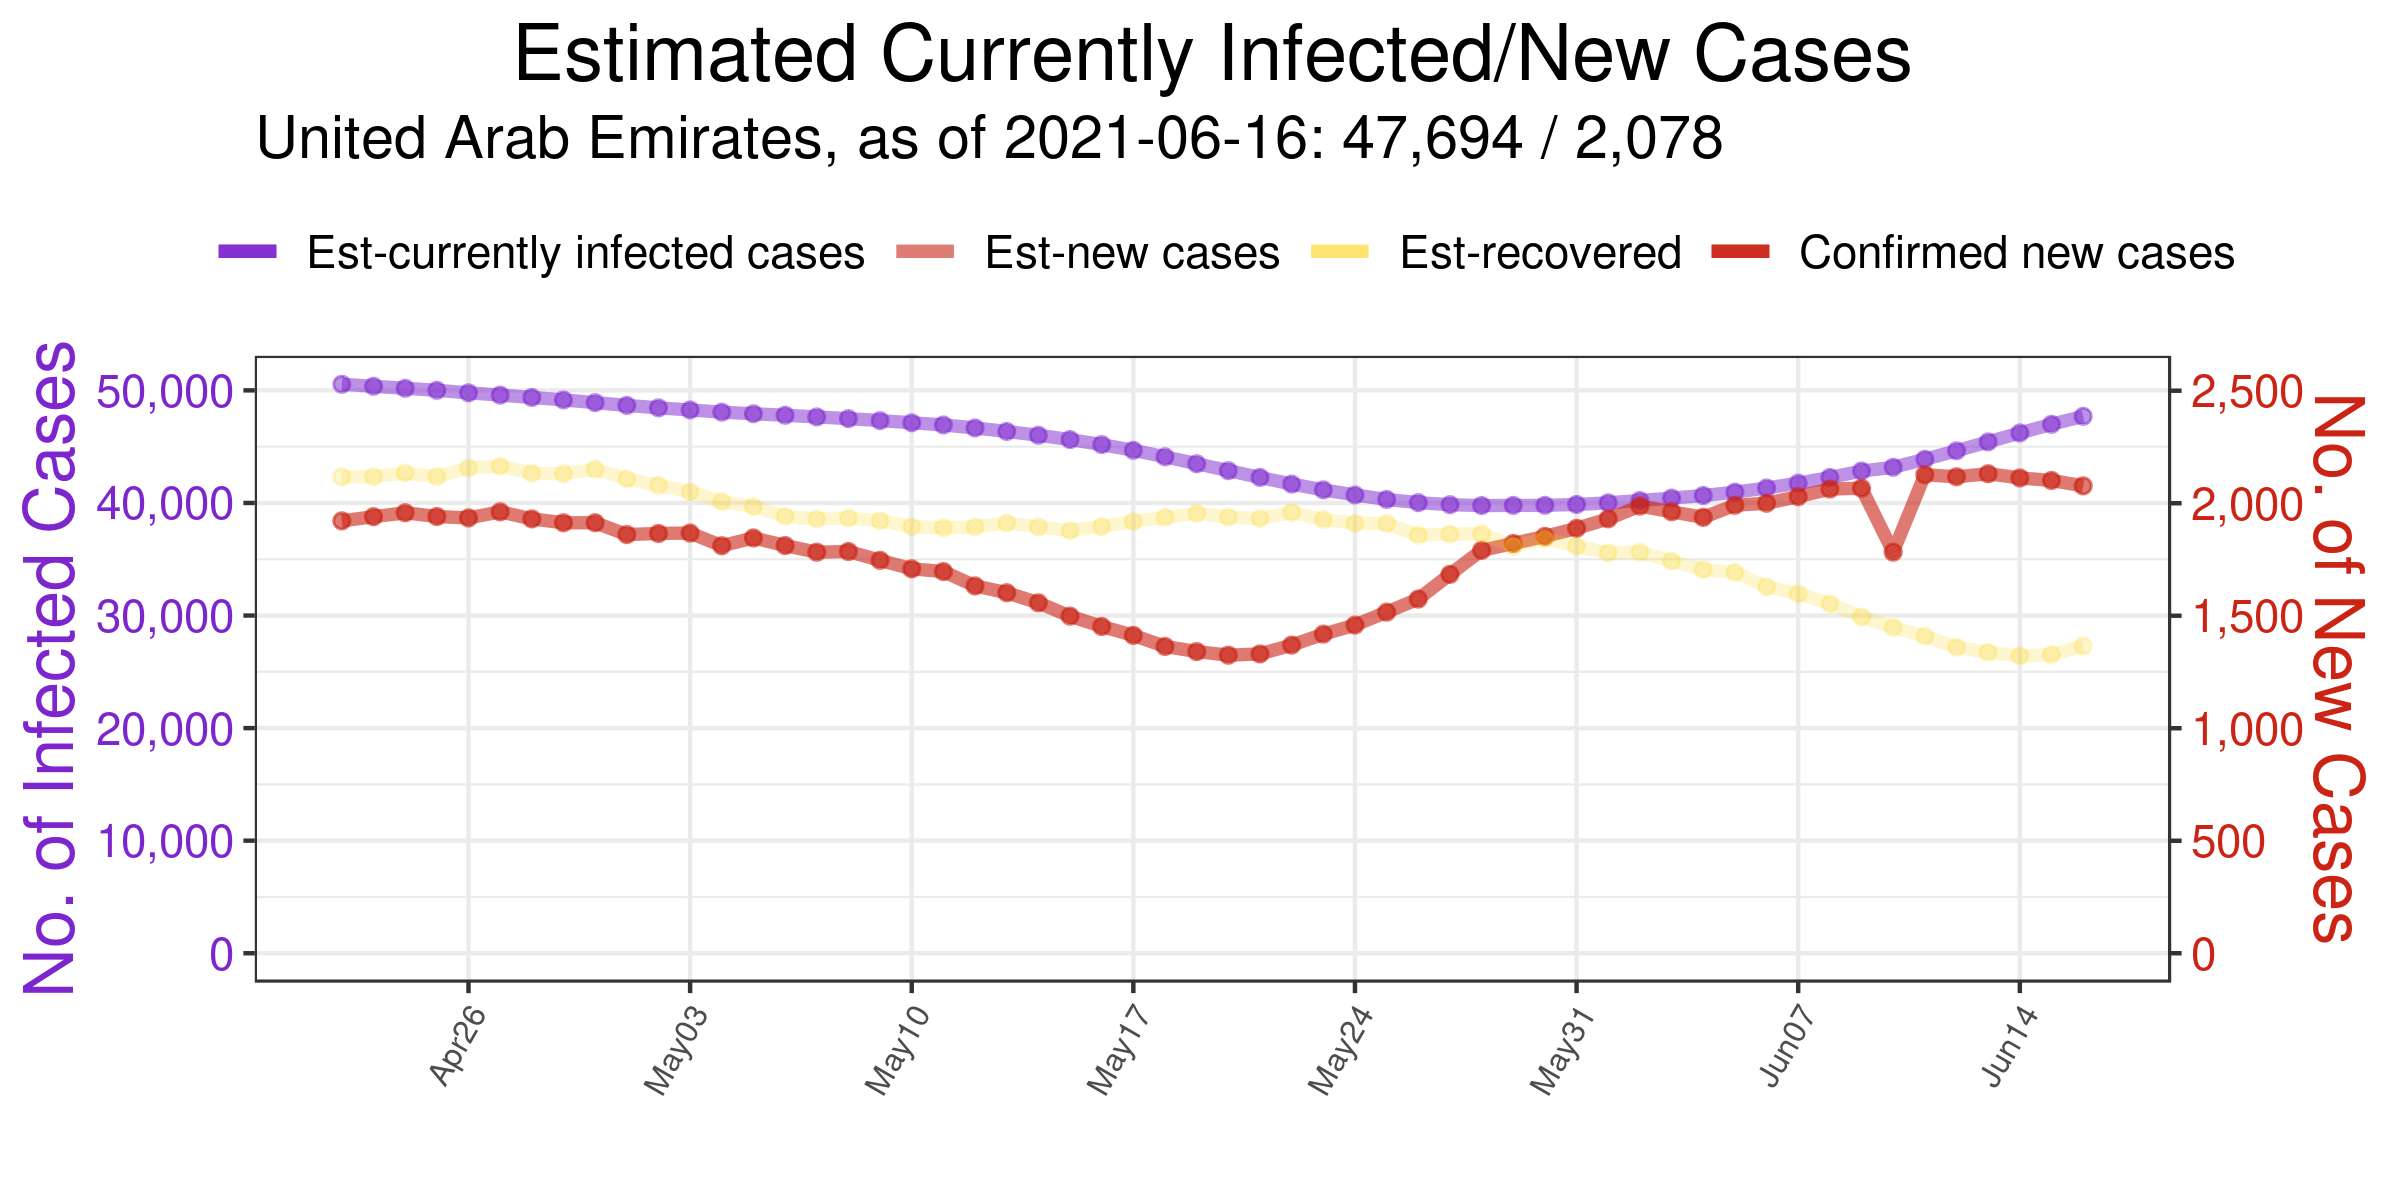 Estimated Currently Infected/New Cases
United Arab Emirates, as of 2021-06-16: 47,694 / 2,078
Est-currently infected cases Est-new cases Est-recovered Confirmed new cases
No. of Infected Cases
50,000
40,000
30,000
20,000
10,000
0
2,500
2,000
1,500
1,000
500
0
No. of New Cases
Apr26 May03 May10 May17 May24 May31 Jun07 Jun14